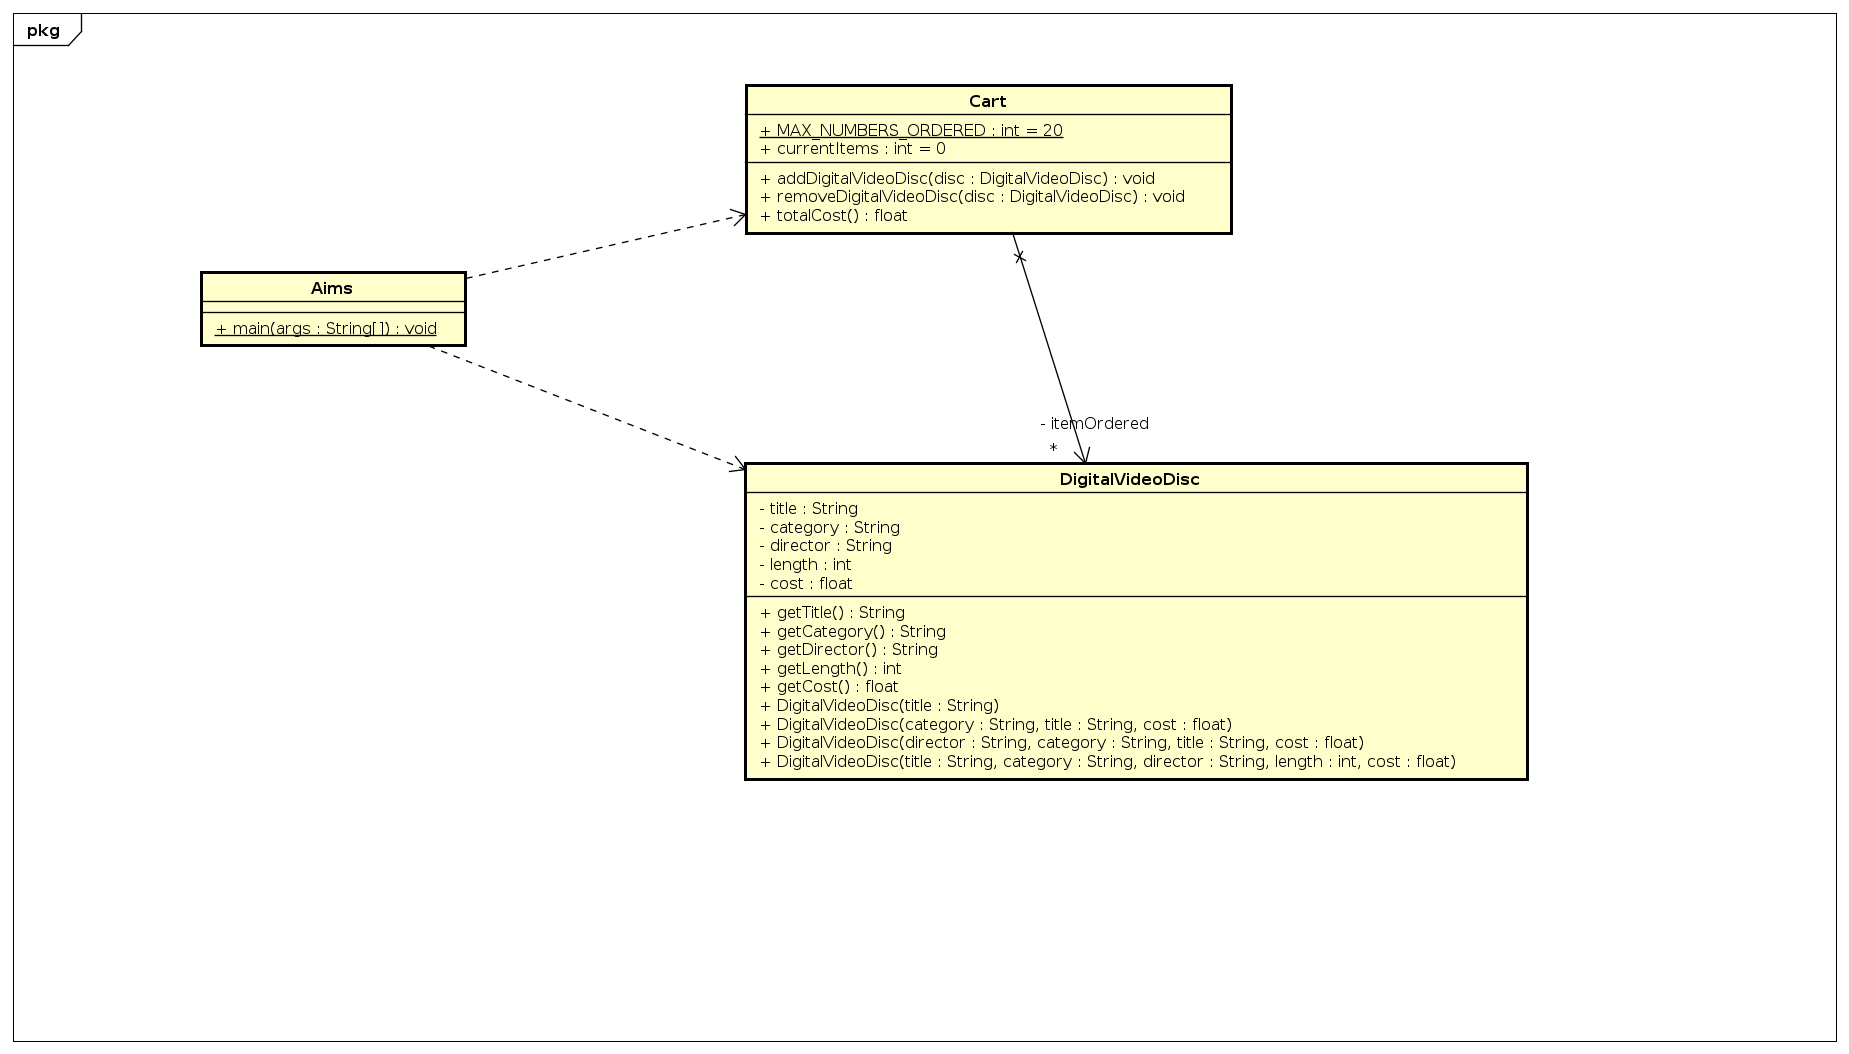 pkg
Cart
+ MAX_NUMBERS_ORDERED : int = 20
+ currentItems : int = 0
+ addDigitalVideoDisc(disc : DigitalVideoDisc) : void
+ removeDigitalVideoDisc(disc : DigitalVideoDisc) : void
+ totalCost() : float
Aims
+ main(args : String[]) : void
- itemOrdered
*
DigitalVideoDisc
- title : String
- category : String
- director : String
- length : int
- cost : float
+ getTitle() : String
+ getCategory() : String
+ getDirector() : String
+ getLength() : int
+ getCost() : float
+ DigitalVideoDisc(title : String)
+ DigitalVideoDisc(category : String, title : String, cost : float)
+ DigitalVideoDisc(director : String, category : String, title : String, cost : float)
+ DigitalVideoDisc(title : String, category : String, director : String, length : int, cost : float)